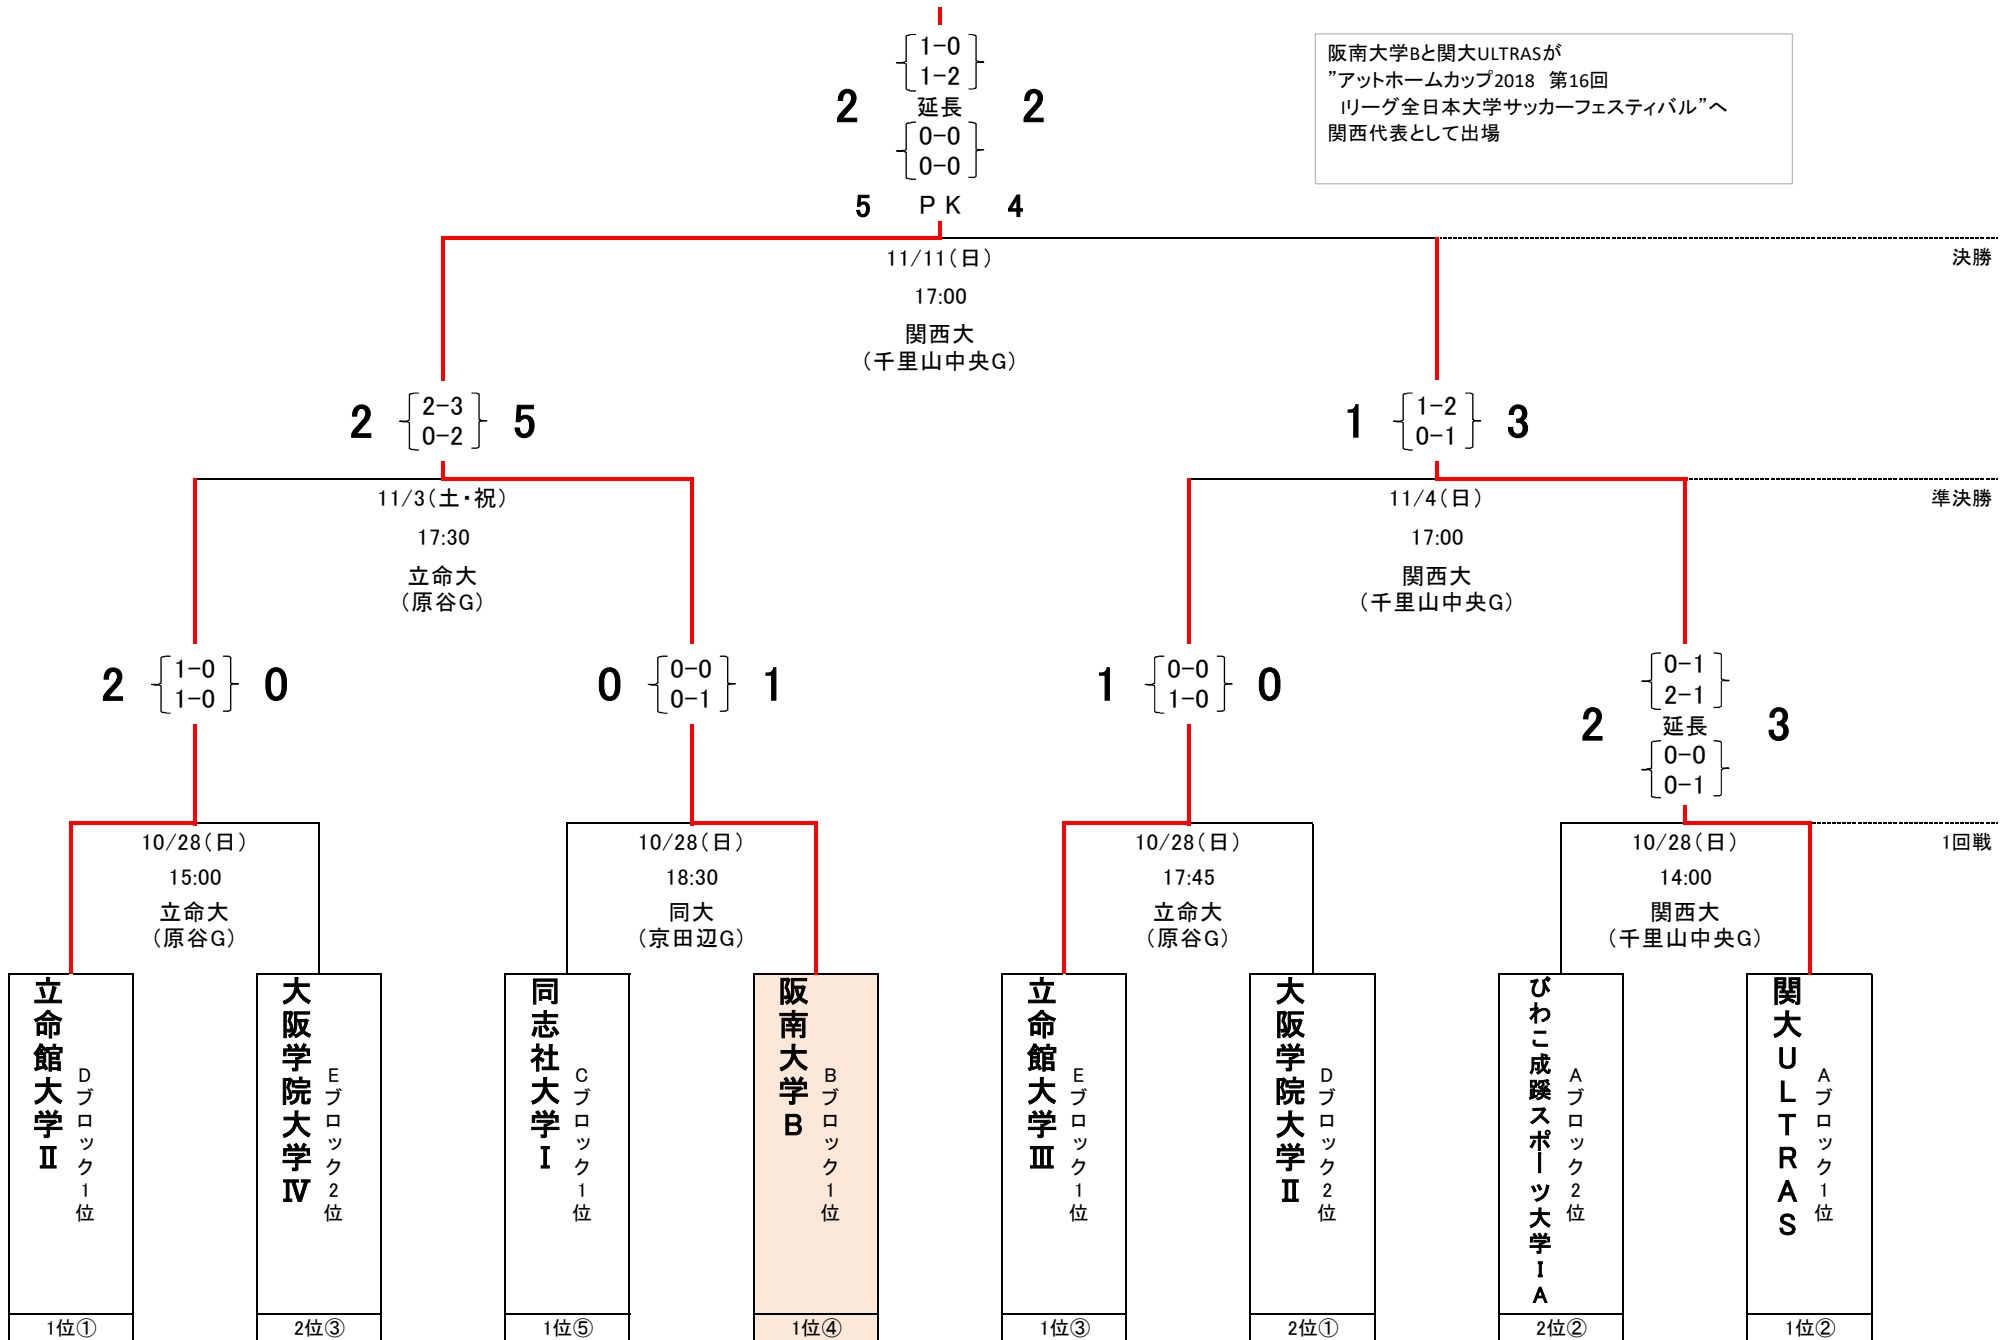 1-0
1-2
2 延長 2
0-0
0-0
5 PK 4
阪南大学Bと関大ULTRASが
”アットホームカップ2018 第16回
Iリーグ全日本大学サッカーフェスティバル”へ
関西代表として出場
11/11(日)
決勝
17:00
関西大
(千里山中央G)
2 2-3 5
0-2
1 1-2 3
0-1
11/3(土・祝)
17:30
立命大
(原谷G)
11/4(日)
準決勝
17:00
関西大
(千里山中央G)
2 1-0 0
1-0
0 0-0 1
0-1
1 0-0 0
1-0
0-1
2-1
2 延長 3
0-0
0-1
10/28(日)
15:00
立命大
(原谷G)
10/28(日)
18:30
同大
(京田辺G)
10/28(日)
17:45
立命大
(原谷G)
10/28(日)
1回戦
14:00
関西大
(千里山中央G)
立命館大学Ⅱ
Dブロック1位
1位①
大阪学院大学Ⅳ
Eブロック2位
2位③
同志社大学Ⅰ
Cブロック1位
1位⑤
阪南大学B
Bブロック1位
1位④
立命館大学Ⅲ
Eブロック1位
1位③
大阪学院大学Ⅱ
Dブロック2位
2位①
びわこ成蹊スポーツ大学ⅠA
Aブロック2位
2位②
関大ULTRAS
Aブロック1位
1位②